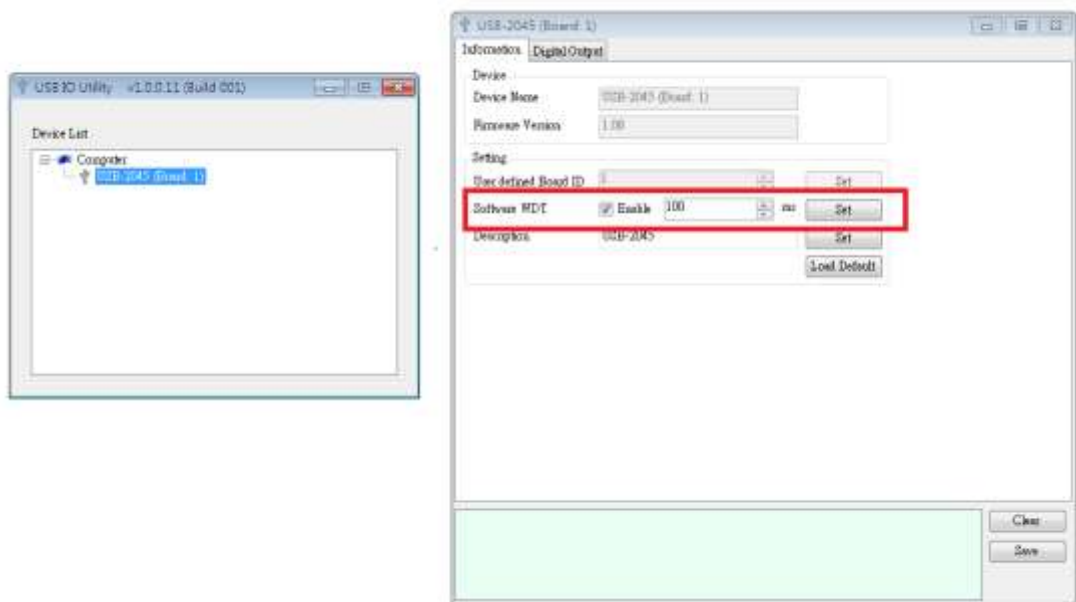 USB IO Utility v1.0.0.11 (Build 001)
Device List
Computer
USB-2045 (Board: 1)
USB-2045 (Board: 1)
Information
Digital Output
Device
Device Name
USB-2045 (Board: 1)
Firmware Version
1.00
Setting
User defined Board ID
1
Set
Software WDT
Enable
100
ms
Set
Description
USB-2045
Set
Load Default
Clear
Save